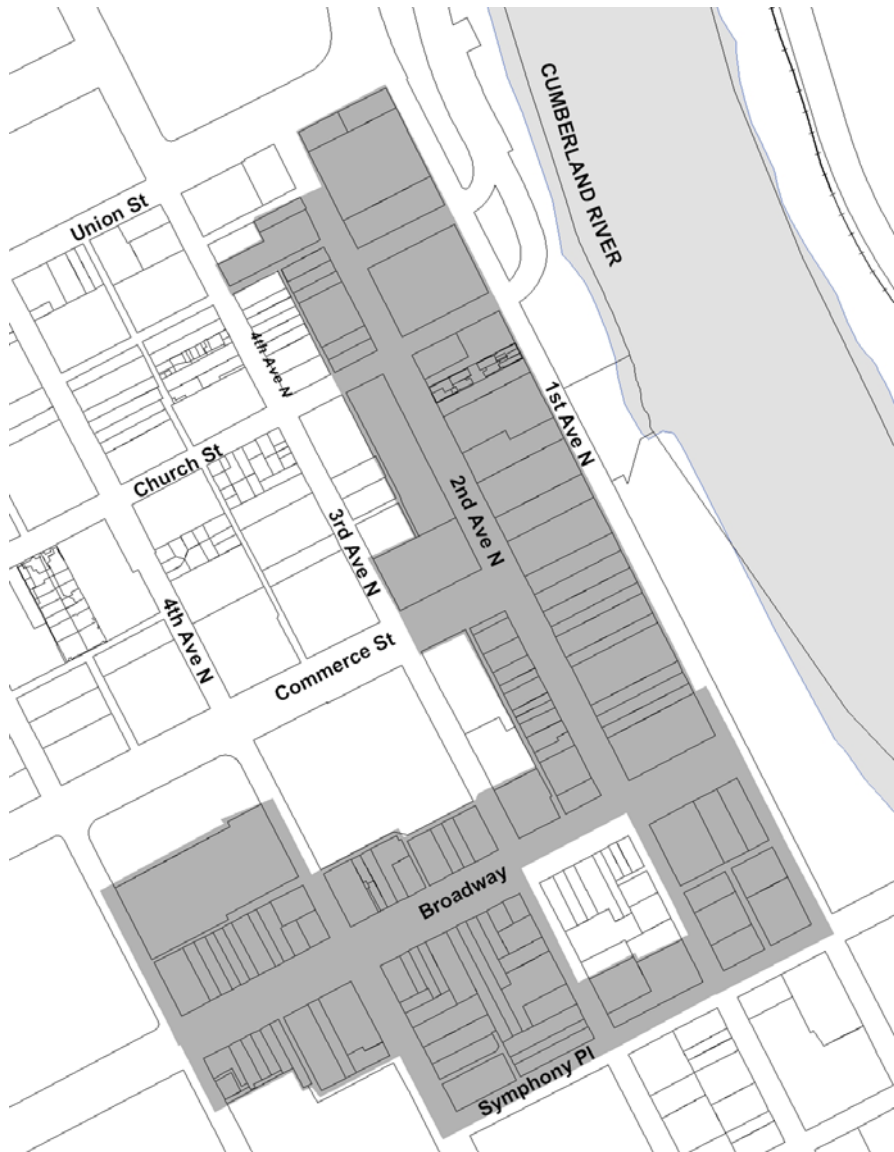 CUMBERLAND RIVER
Union St
4th Ave N
1st Ave N
Church St
2nd Ave N
3rd Ave N
4th Ave N
Commerce St
Broadway
Symphony Pl